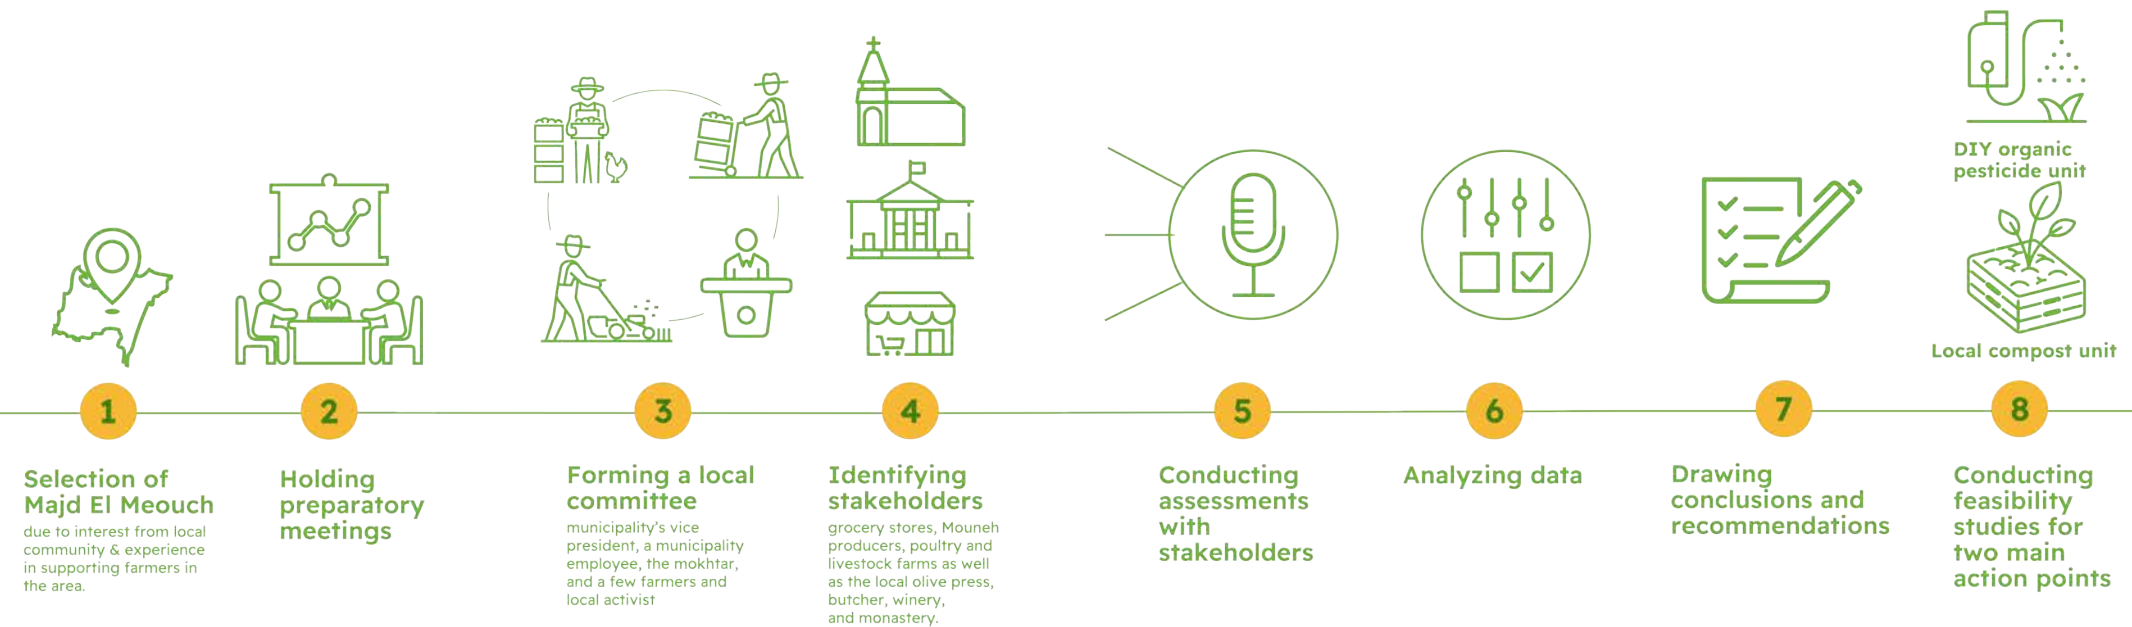 DIY organic
pesticide unit
Local compost unit
1
2
3
4
5
6
7
8
Selection of
Majd El Meouch
due to interest from local
community & experience
in supporting farmers in
the area.
Holding
preparatory
meetings
Forming a local
committee
municipality's vice
president, a municipality
employee, the mokhtar,
and a few farmers and
local activist
Identifying
stakeholders
grocery stores, Mouneh
producers, poultry and
livestock farms as well
as the local olive press,
butcher, winery,
and monastery.
Conducting
assessments
with
stakeholders
Analyzing data
Drawing
conclusions and
recommendations
Conducting
feasibility
studies for
two main
action points